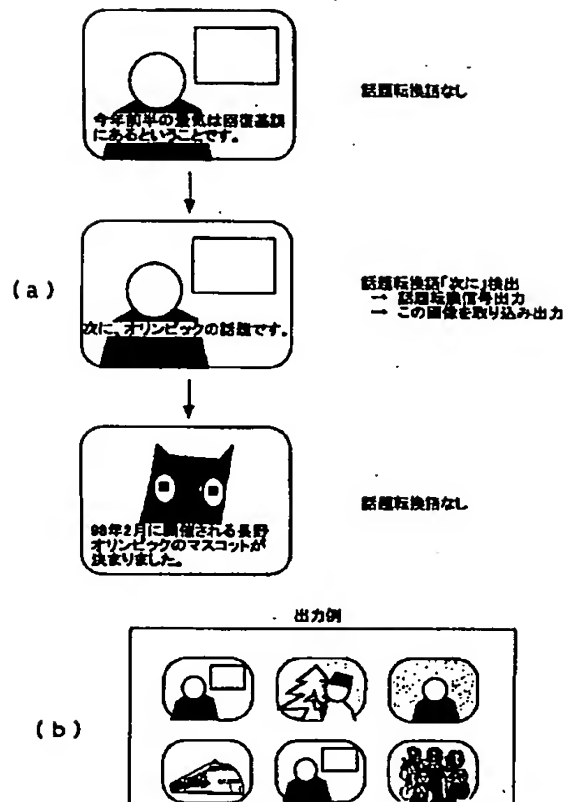 今年前半の景気は回復基調
にあるということです。
話題転換語なし
(a)
次に、オリンピックの話題です。
話題転換語「次に」検出
→ 話題転換信号出力
→ この画像を取り込み出力
98年2月に開催される長野
オリンピックのマスコットが
決まりました。
話題転換語なし
出力例
(b)